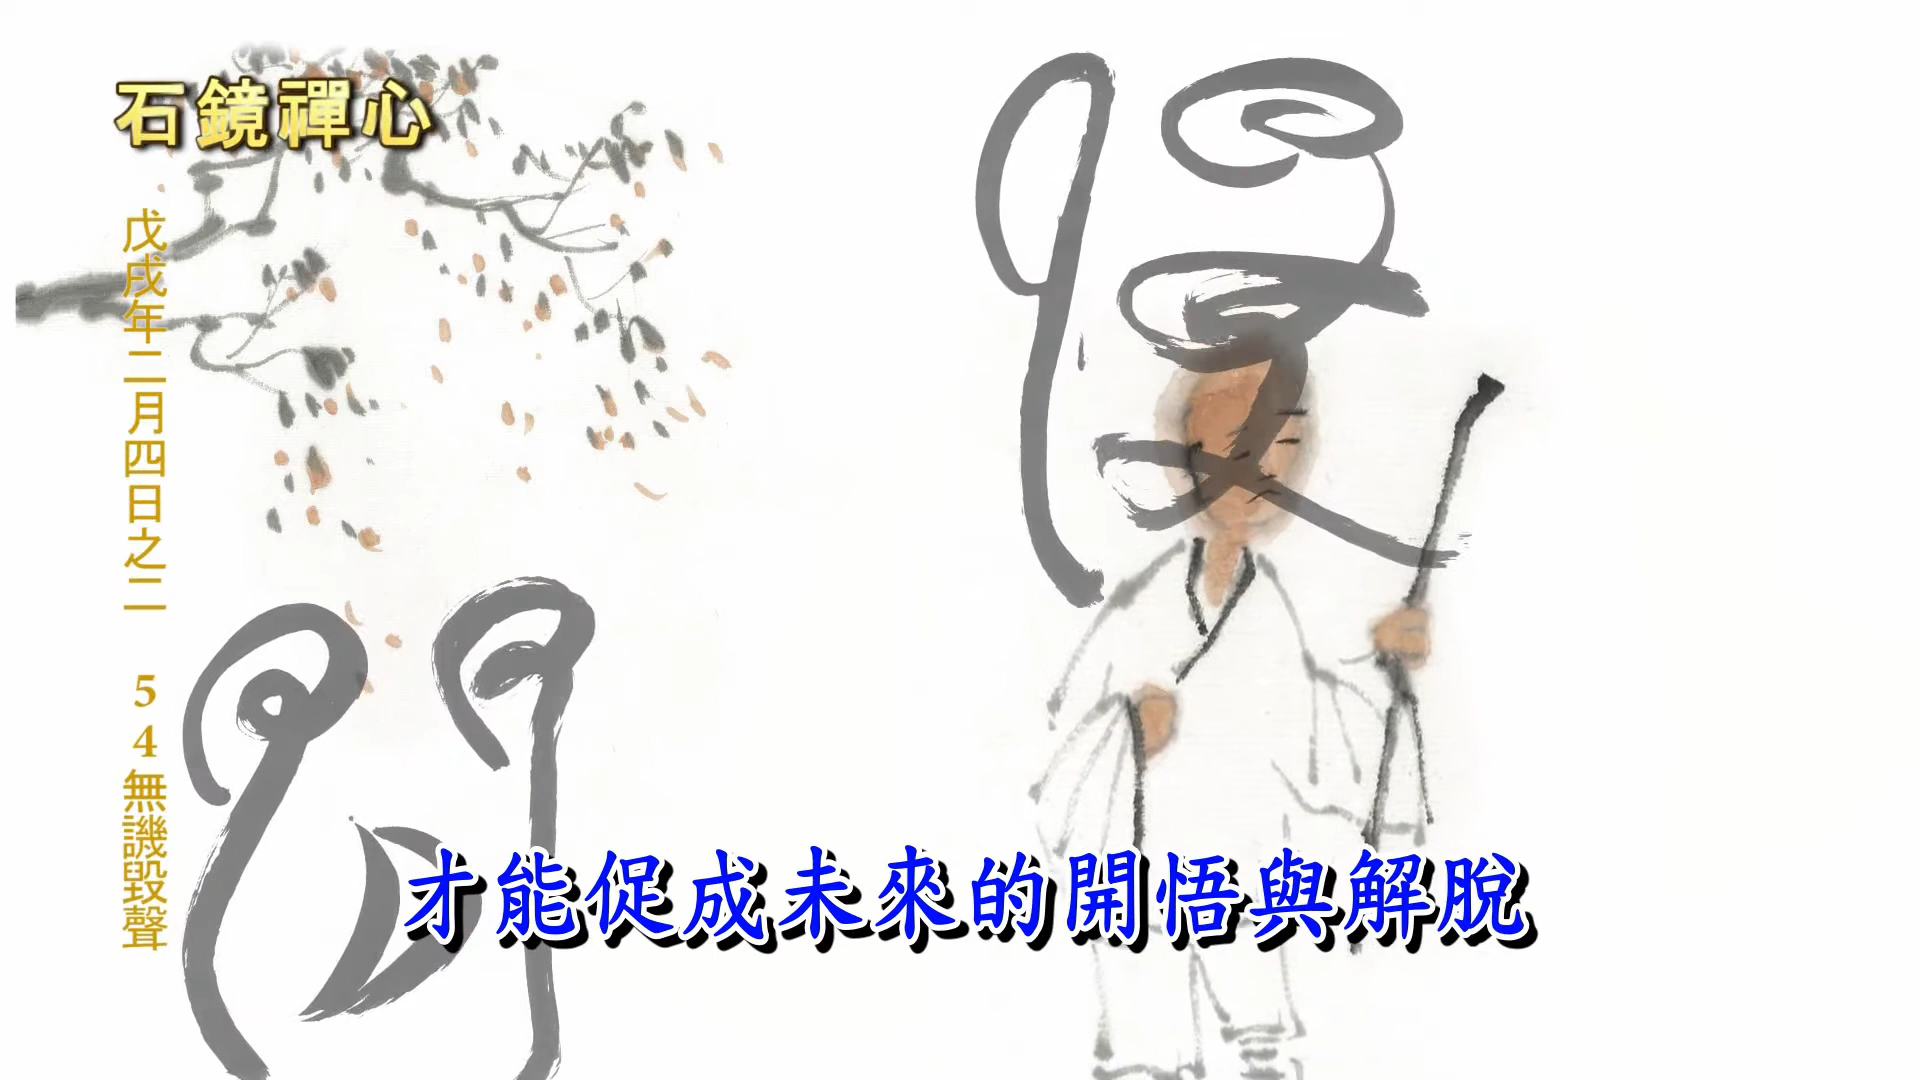 石鏡禪心
戊戌年二月四日之二　54無譏毀聲
才能促成未來的開悟與解脫